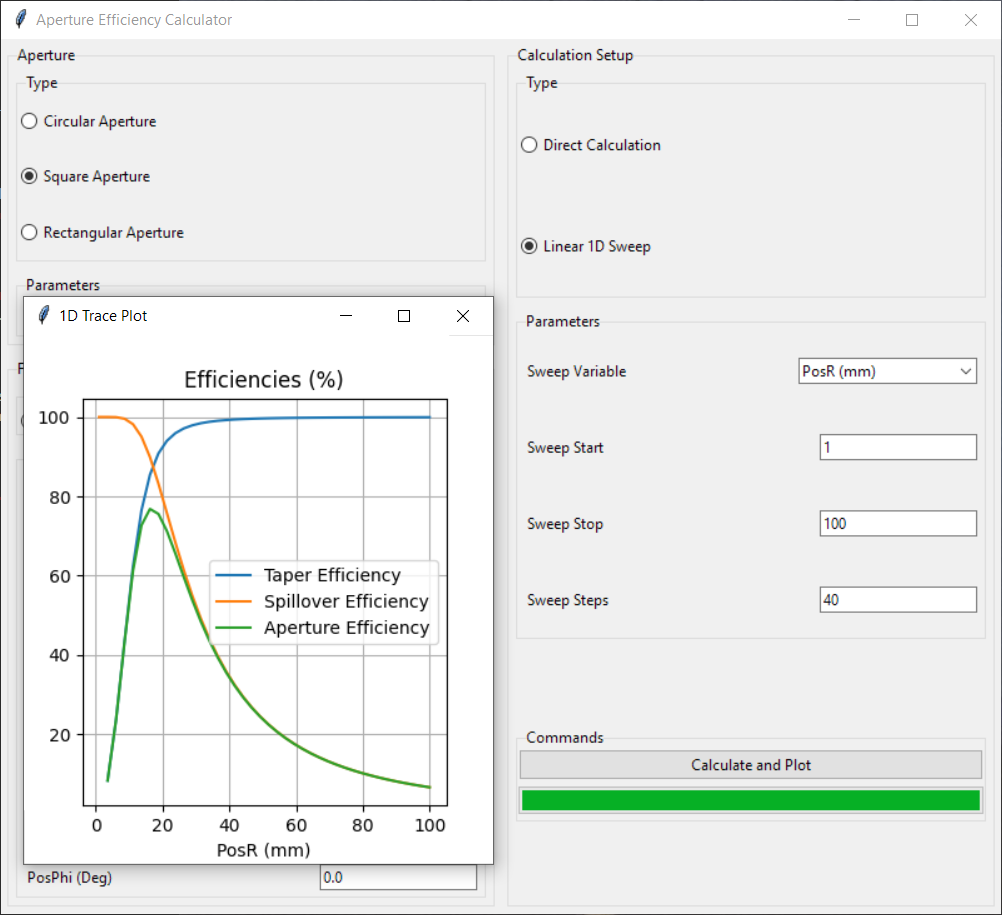 Aperture Efficiency Calculator
Aperture
Type
Circular Aperture
Square Aperture
Rectangular Aperture
Parameters
1D Trace Plot
Efficiencies (%)
100
80
60
40
20
Taper Efficiency
Spillover Efficiency
Aperture Efficiency
0 20 40 60 80 100
PosR (mm)
PosPhi (Deg) 0.0
Calculation Setup
Type
Direct Calculation
Linear 1D Sweep
Parameters
Sweep Variable PosR (mm)
Sweep Start 1
Sweep Stop 100
Sweep Steps 40
Commands
Calculate and Plot